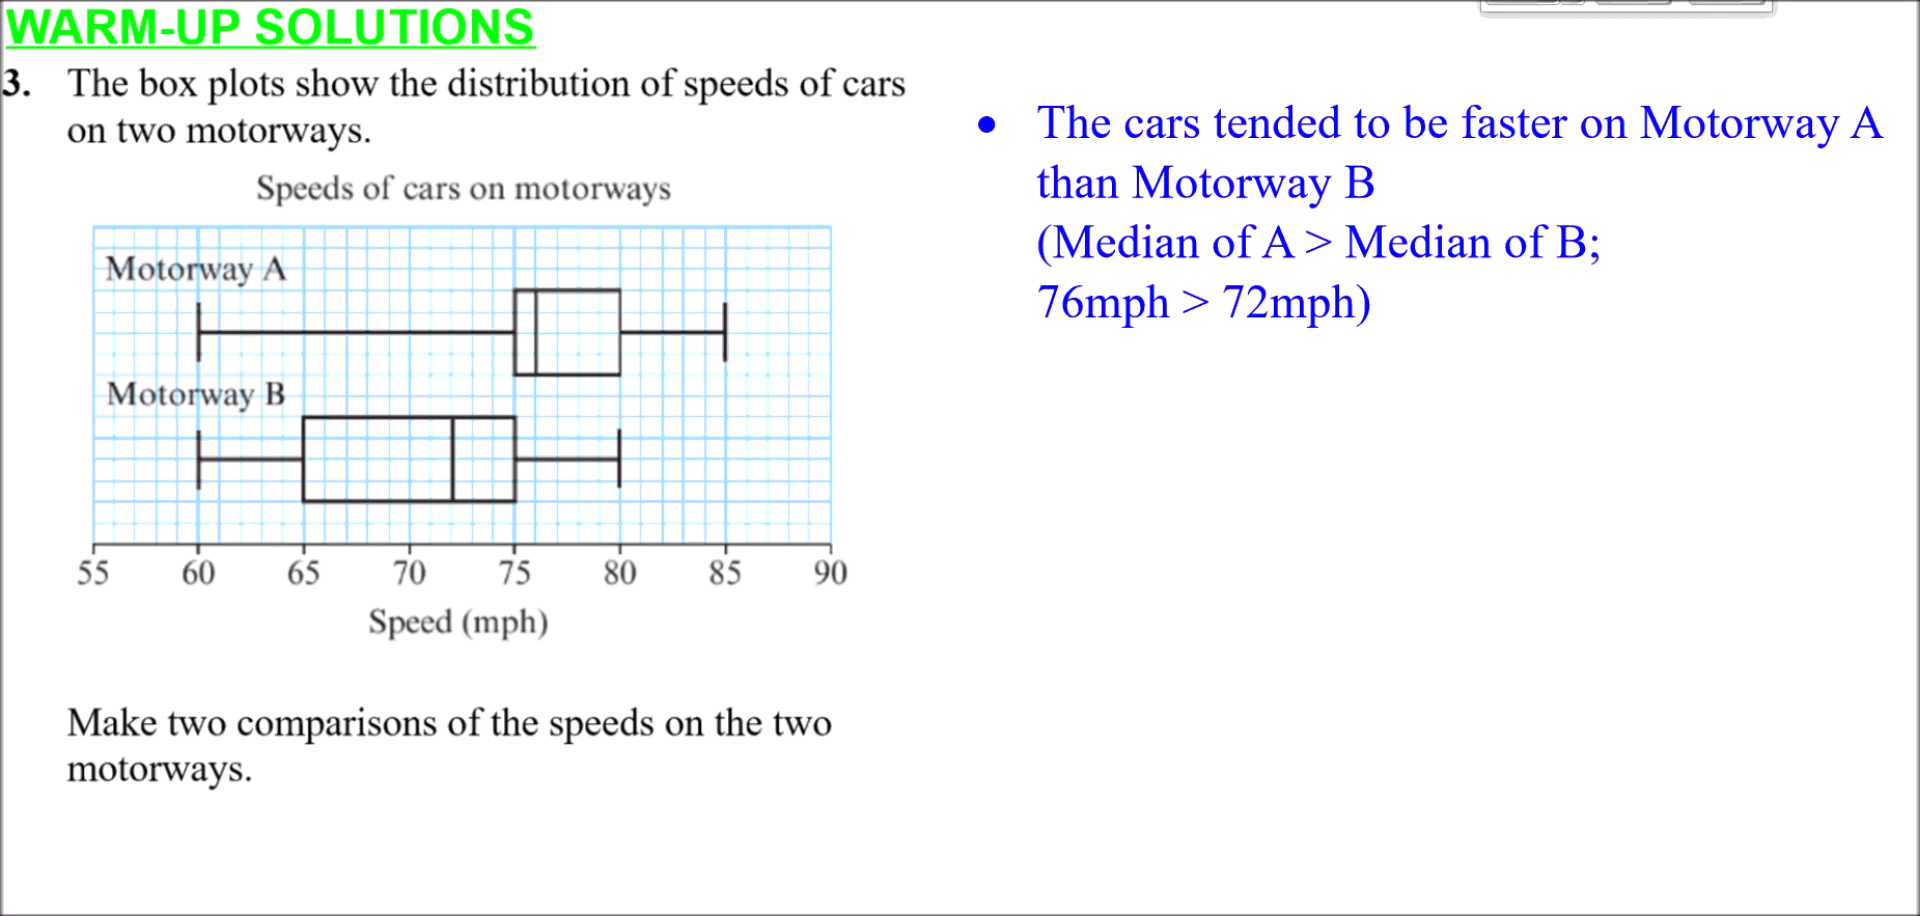 WARM-UP SOLUTIONS
3. The box plots show the distribution of speeds of cars
on two motorways.
Speeds of cars on motorways
Motorway A
Motorway B
55 60 65 70 75 80 85 90
Speed (mph)
Make two comparisons of the speeds on the two
motorways.
• The cars tended to be faster on Motorway A
than Motorway B
(Median of A > Median of B;
76mph > 72mph)